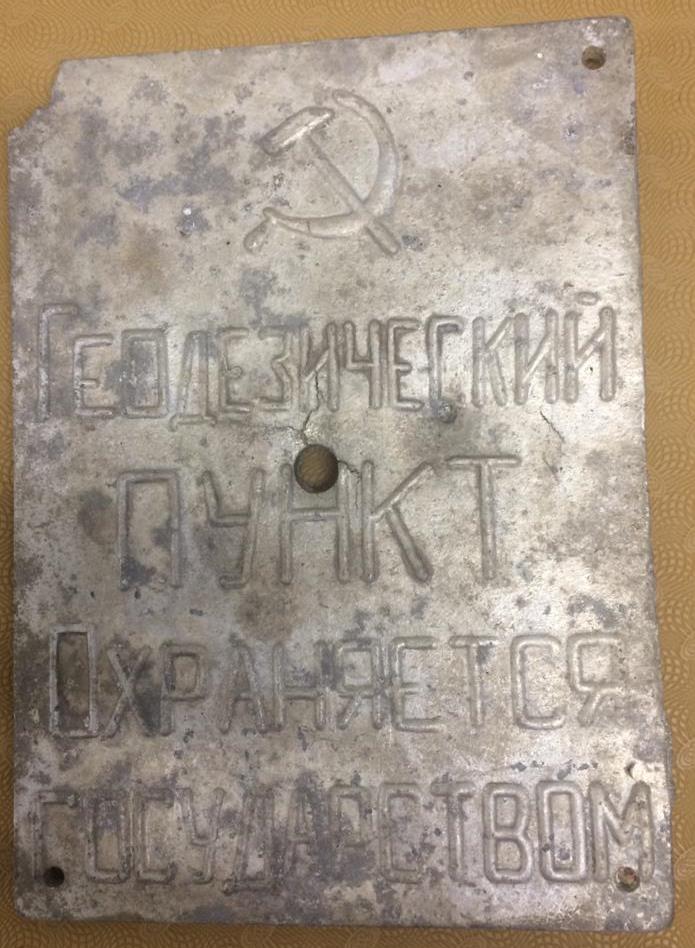 Геодезический
пункт
Охраняется
государством